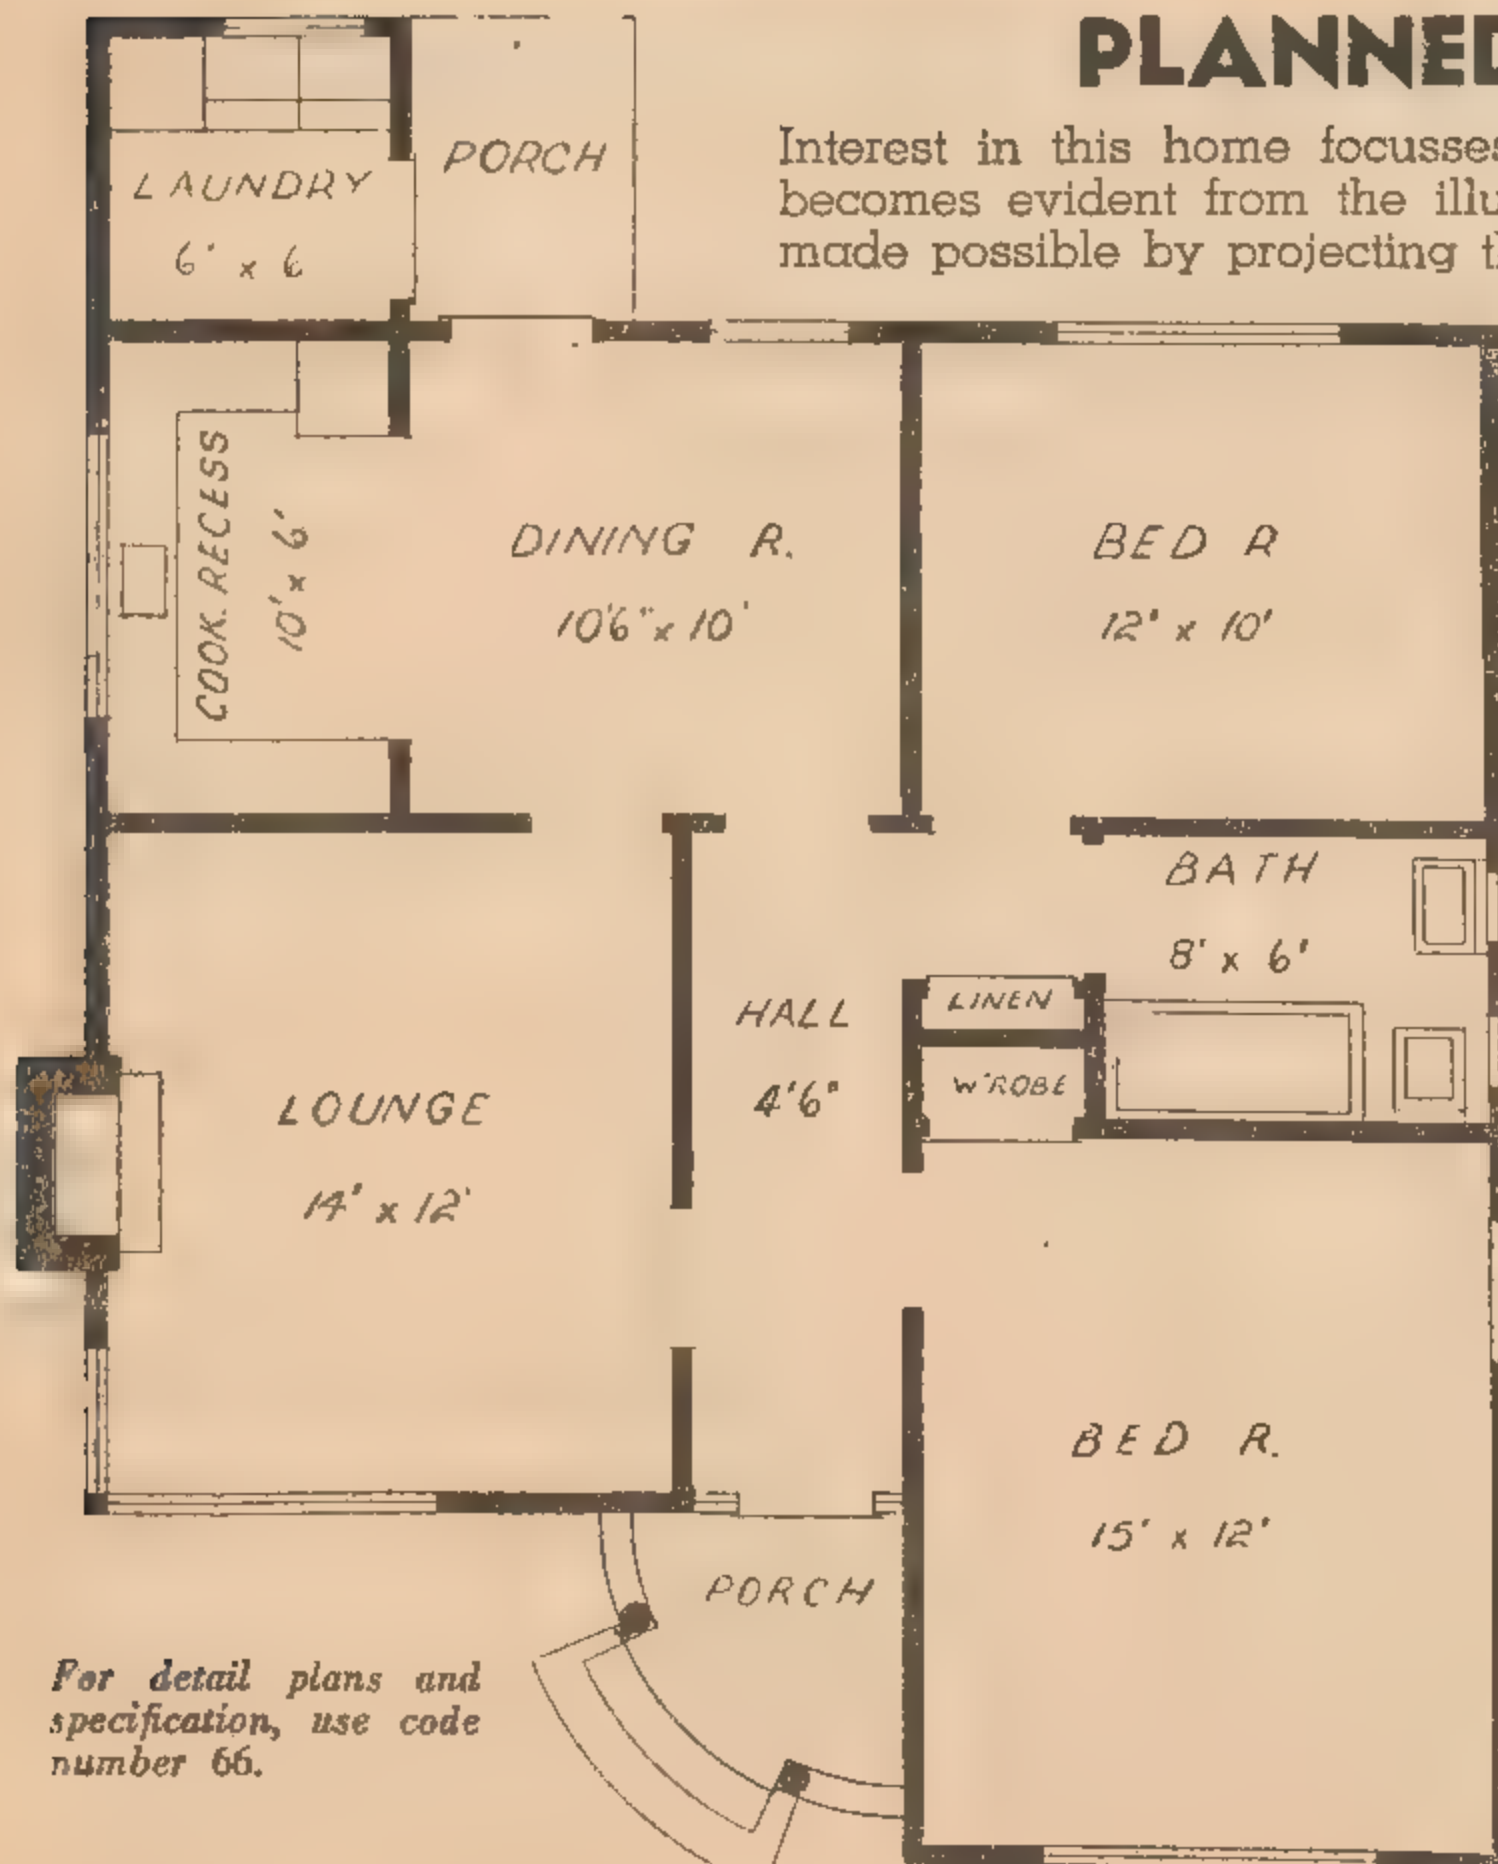 PLANNED
Interest in this home focusses
becomes evident from the illu
made possible by projecting th
PORCH
LAUNDRY
6' x 6
COOK. RECESS
10' x 6'
DINING R.
10'6" x 10'
BED R
12' x 10'
BATH
8' x 6'
LINEN
W'ROBE
HALL
4'6"
LOUNGE
14' x 12'
BED R.
15' x 12'
PORCH
For detail plans and
specification, use code
number 66.